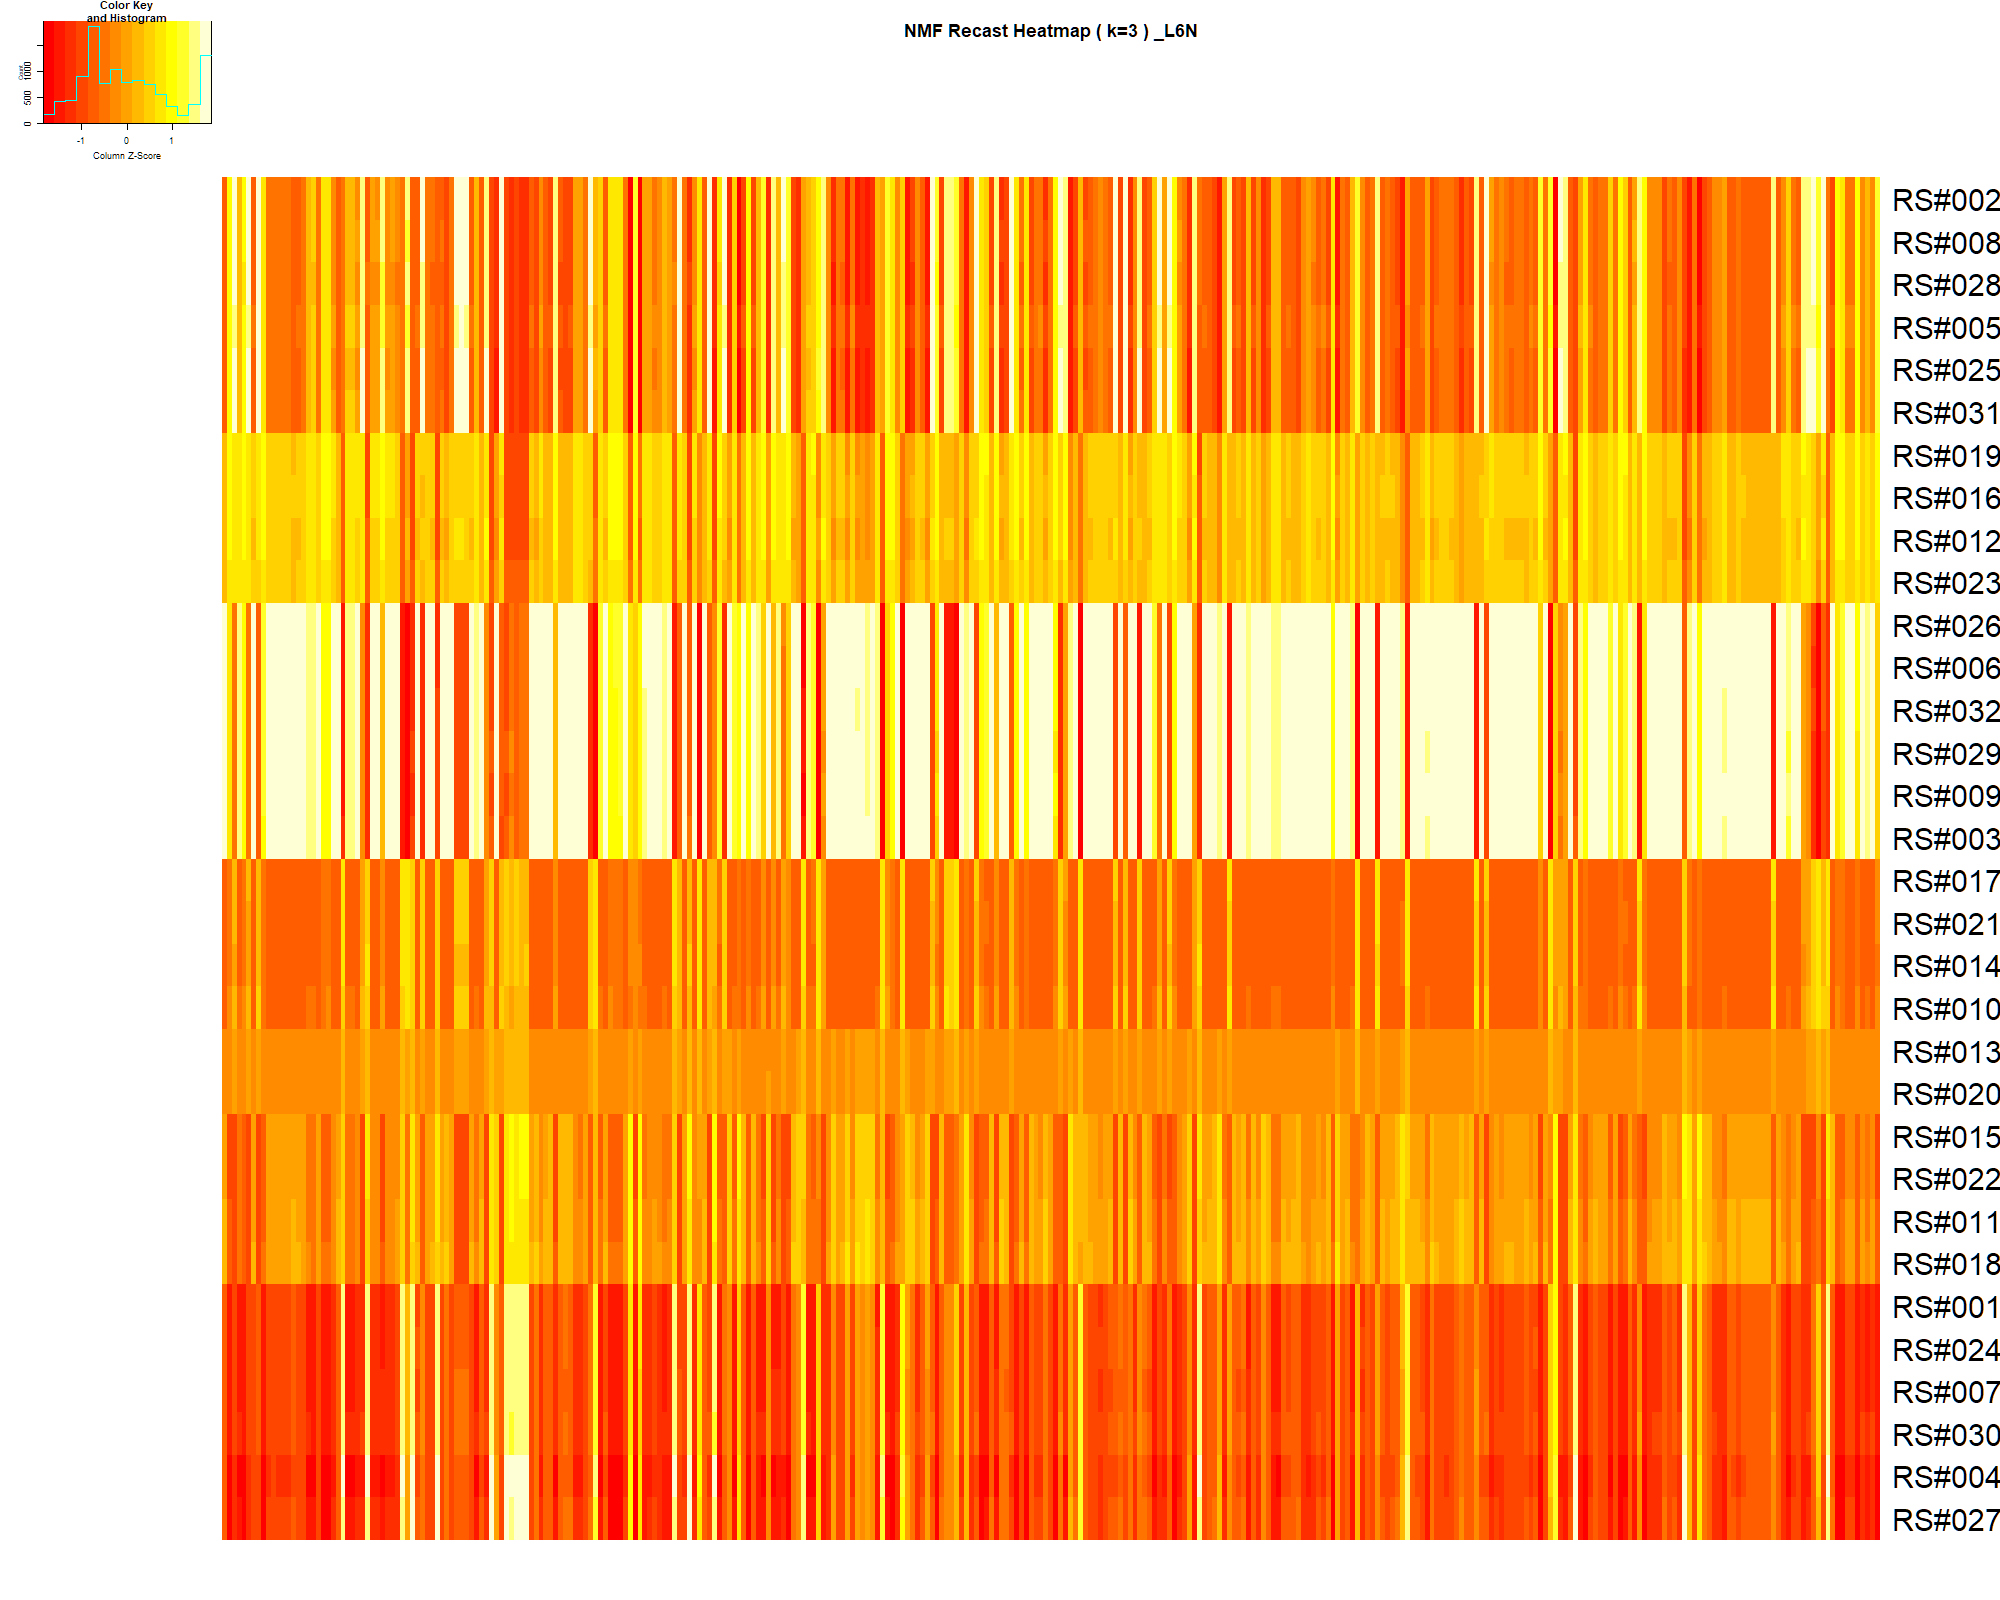 Color Key
and Histogram
NMF Recast Heatmap ( k=3 ) _L6N
Count
0
500
1000
-1
0
1
Column Z-Score
RS#002
RS#008
RS#028
RS#005
RS#025
RS#031
RS#019
RS#016
RS#012
RS#023
RS#026
RS#006
RS#032
RS#029
RS#009
RS#003
RS#017
RS#021
RS#014
RS#010
RS#013
RS#020
RS#015
RS#022
RS#011
RS#018
RS#001
RS#024
RS#007
RS#030
RS#004
RS#027